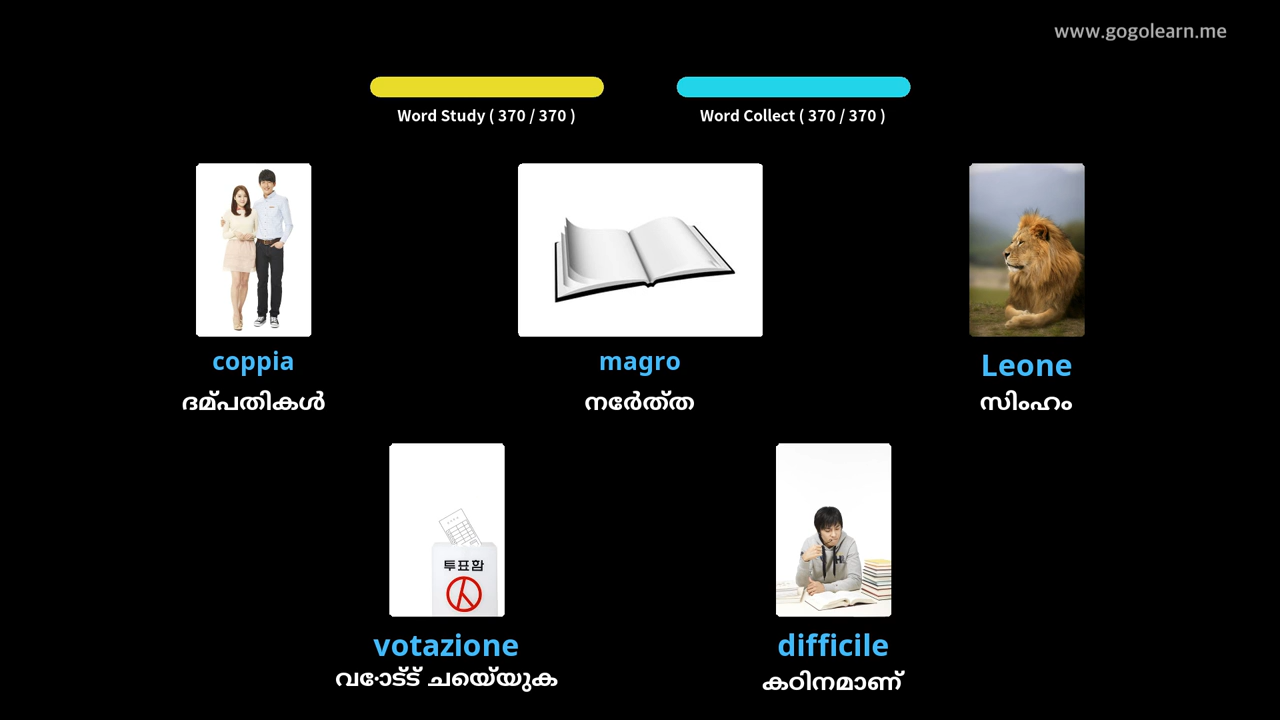 www.gogolearn.me
Word Study ( 370 / 370 )
Word Collect ( 370 / 370 )
coppia
ദമ്പതികൾ
magro
നേർത്ത
Leone
സിംഹം
투표함
votazione
വോട്ട് ചെയ്യുക
difficile
കഠിനമാണ്